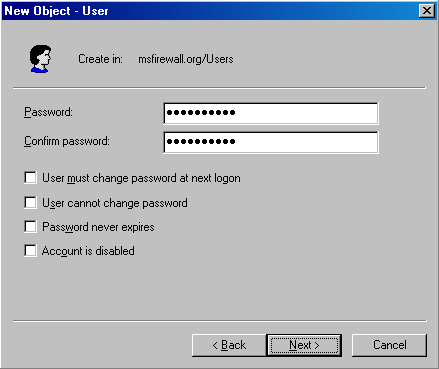 New Object - User
Create in: msfirewall.org/Users
Password: ●●●●●●●●●●
Confirm password: ●●●●●●●●●●
User must change password at next logon
User cannot change password
Password never expires
Account is disabled
< Back Next > Cancel